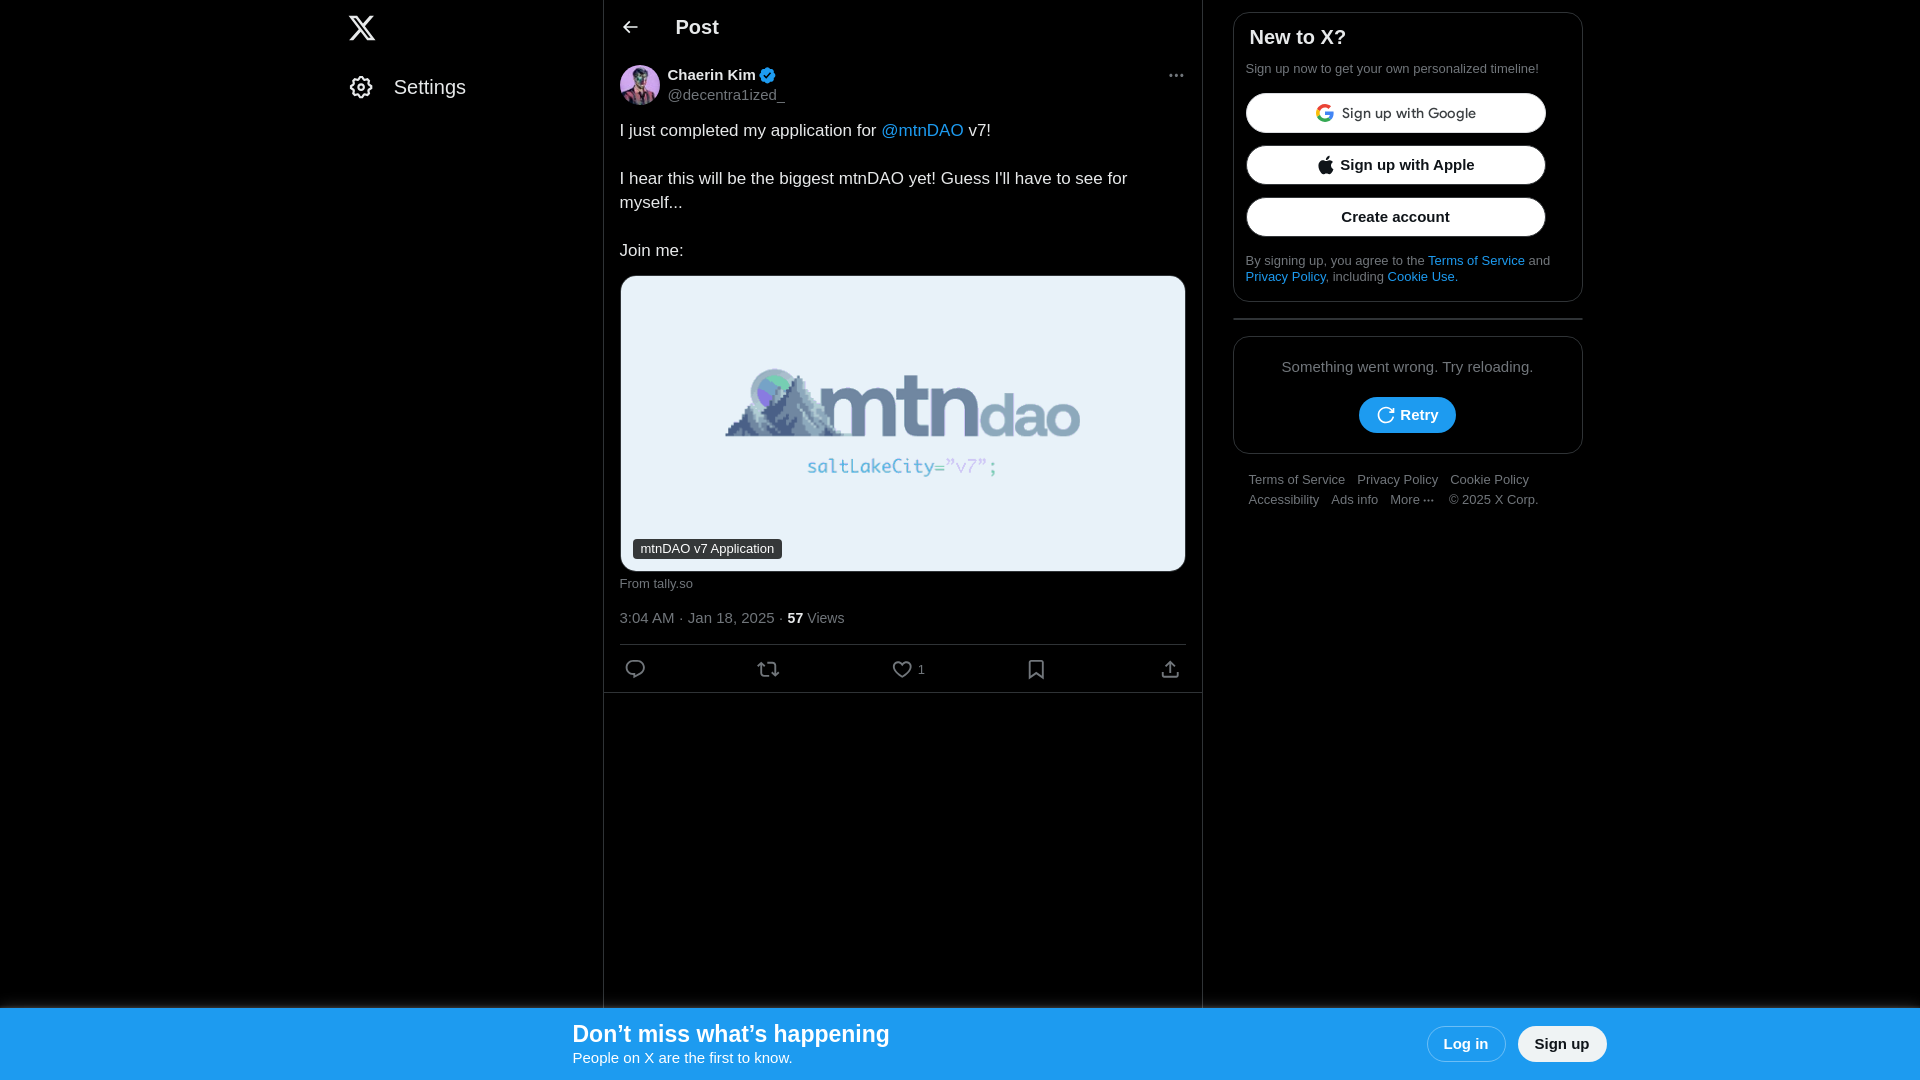 Settings
Post
Chaerin Kim
@decentra1ized_
I just completed my application for @mtnDAO v7!
I hear this will be the biggest mtnDAO yet! Guess I'll have to see for
myself...
Join me:
mtndao
saltLakeCity="v7";
mtnDAO v7 Application
From tally.so
3:04 AM · Jan 18, 2025 · 57 Views
1
New to X?
Sign up now to get your own personalized timeline!
Sign up with Google
Sign up with Apple
Create account
By signing up, you agree to the Terms of Service and
Privacy Policy, including Cookie Use.
Something went wrong. Try reloading.
Retry
Terms of Service Privacy Policy Cookie Policy
Accessibility Ads info More ··· © 2025 X Corp.
Don’t miss what’s happening
People on X are the first to know.
Log in
Sign up